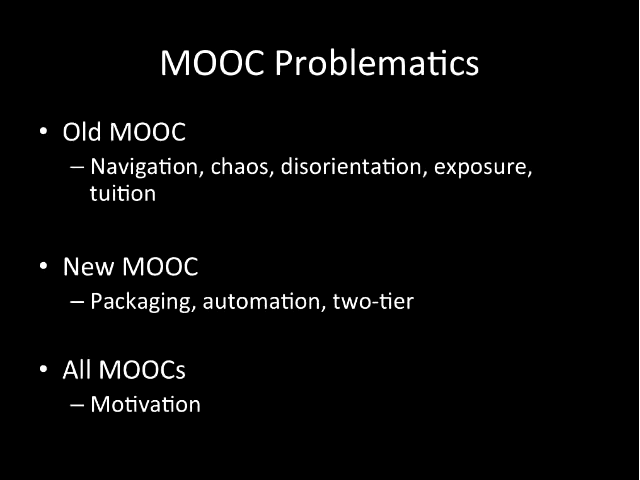 MOOC Problematics
• Old MOOC
– Navigation, chaos, disorientation, exposure,
tuition
• New MOOC
– Packaging, automation, two-tier
• All MOOCs
– Motivation